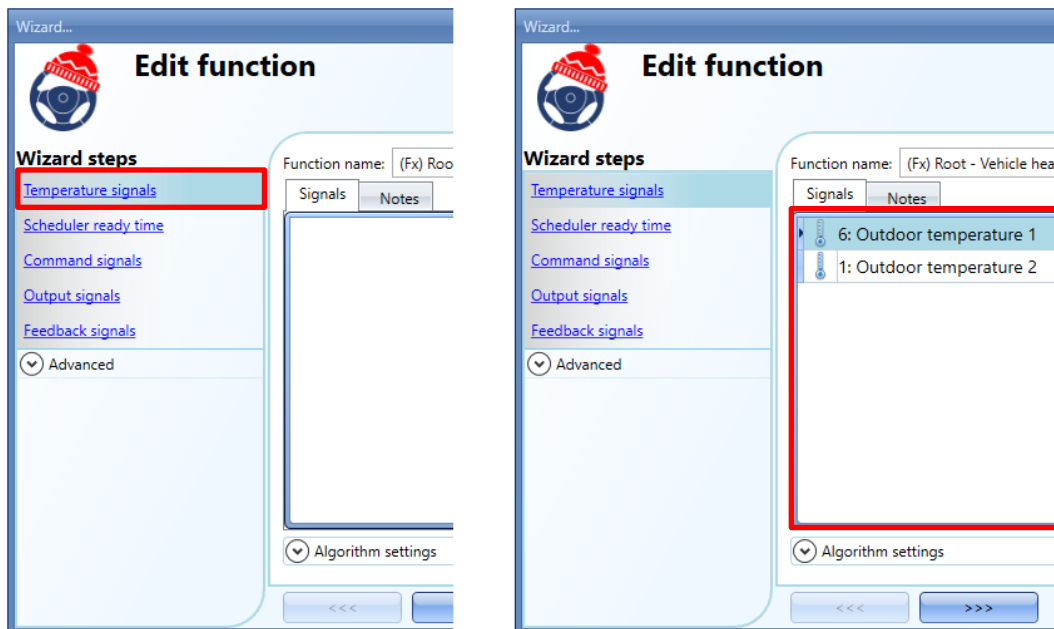 Wizard...
Edit function
Wizard steps
Temperature signals
Scheduler ready time
Command signals
Output signals
Feedback signals
Advanced
Function name: (Fx) Roo
Signals Notes
Algorithm settings
<<<
Wizard...
Edit function
Wizard steps
Temperature signals
Scheduler ready time
Command signals
Output signals
Feedback signals
Advanced
Function name: (Fx) Root - Vehicle hea
Signals Notes
6: Outdoor temperature 1
1: Outdoor temperature 2
Algorithm settings
<<< >>>